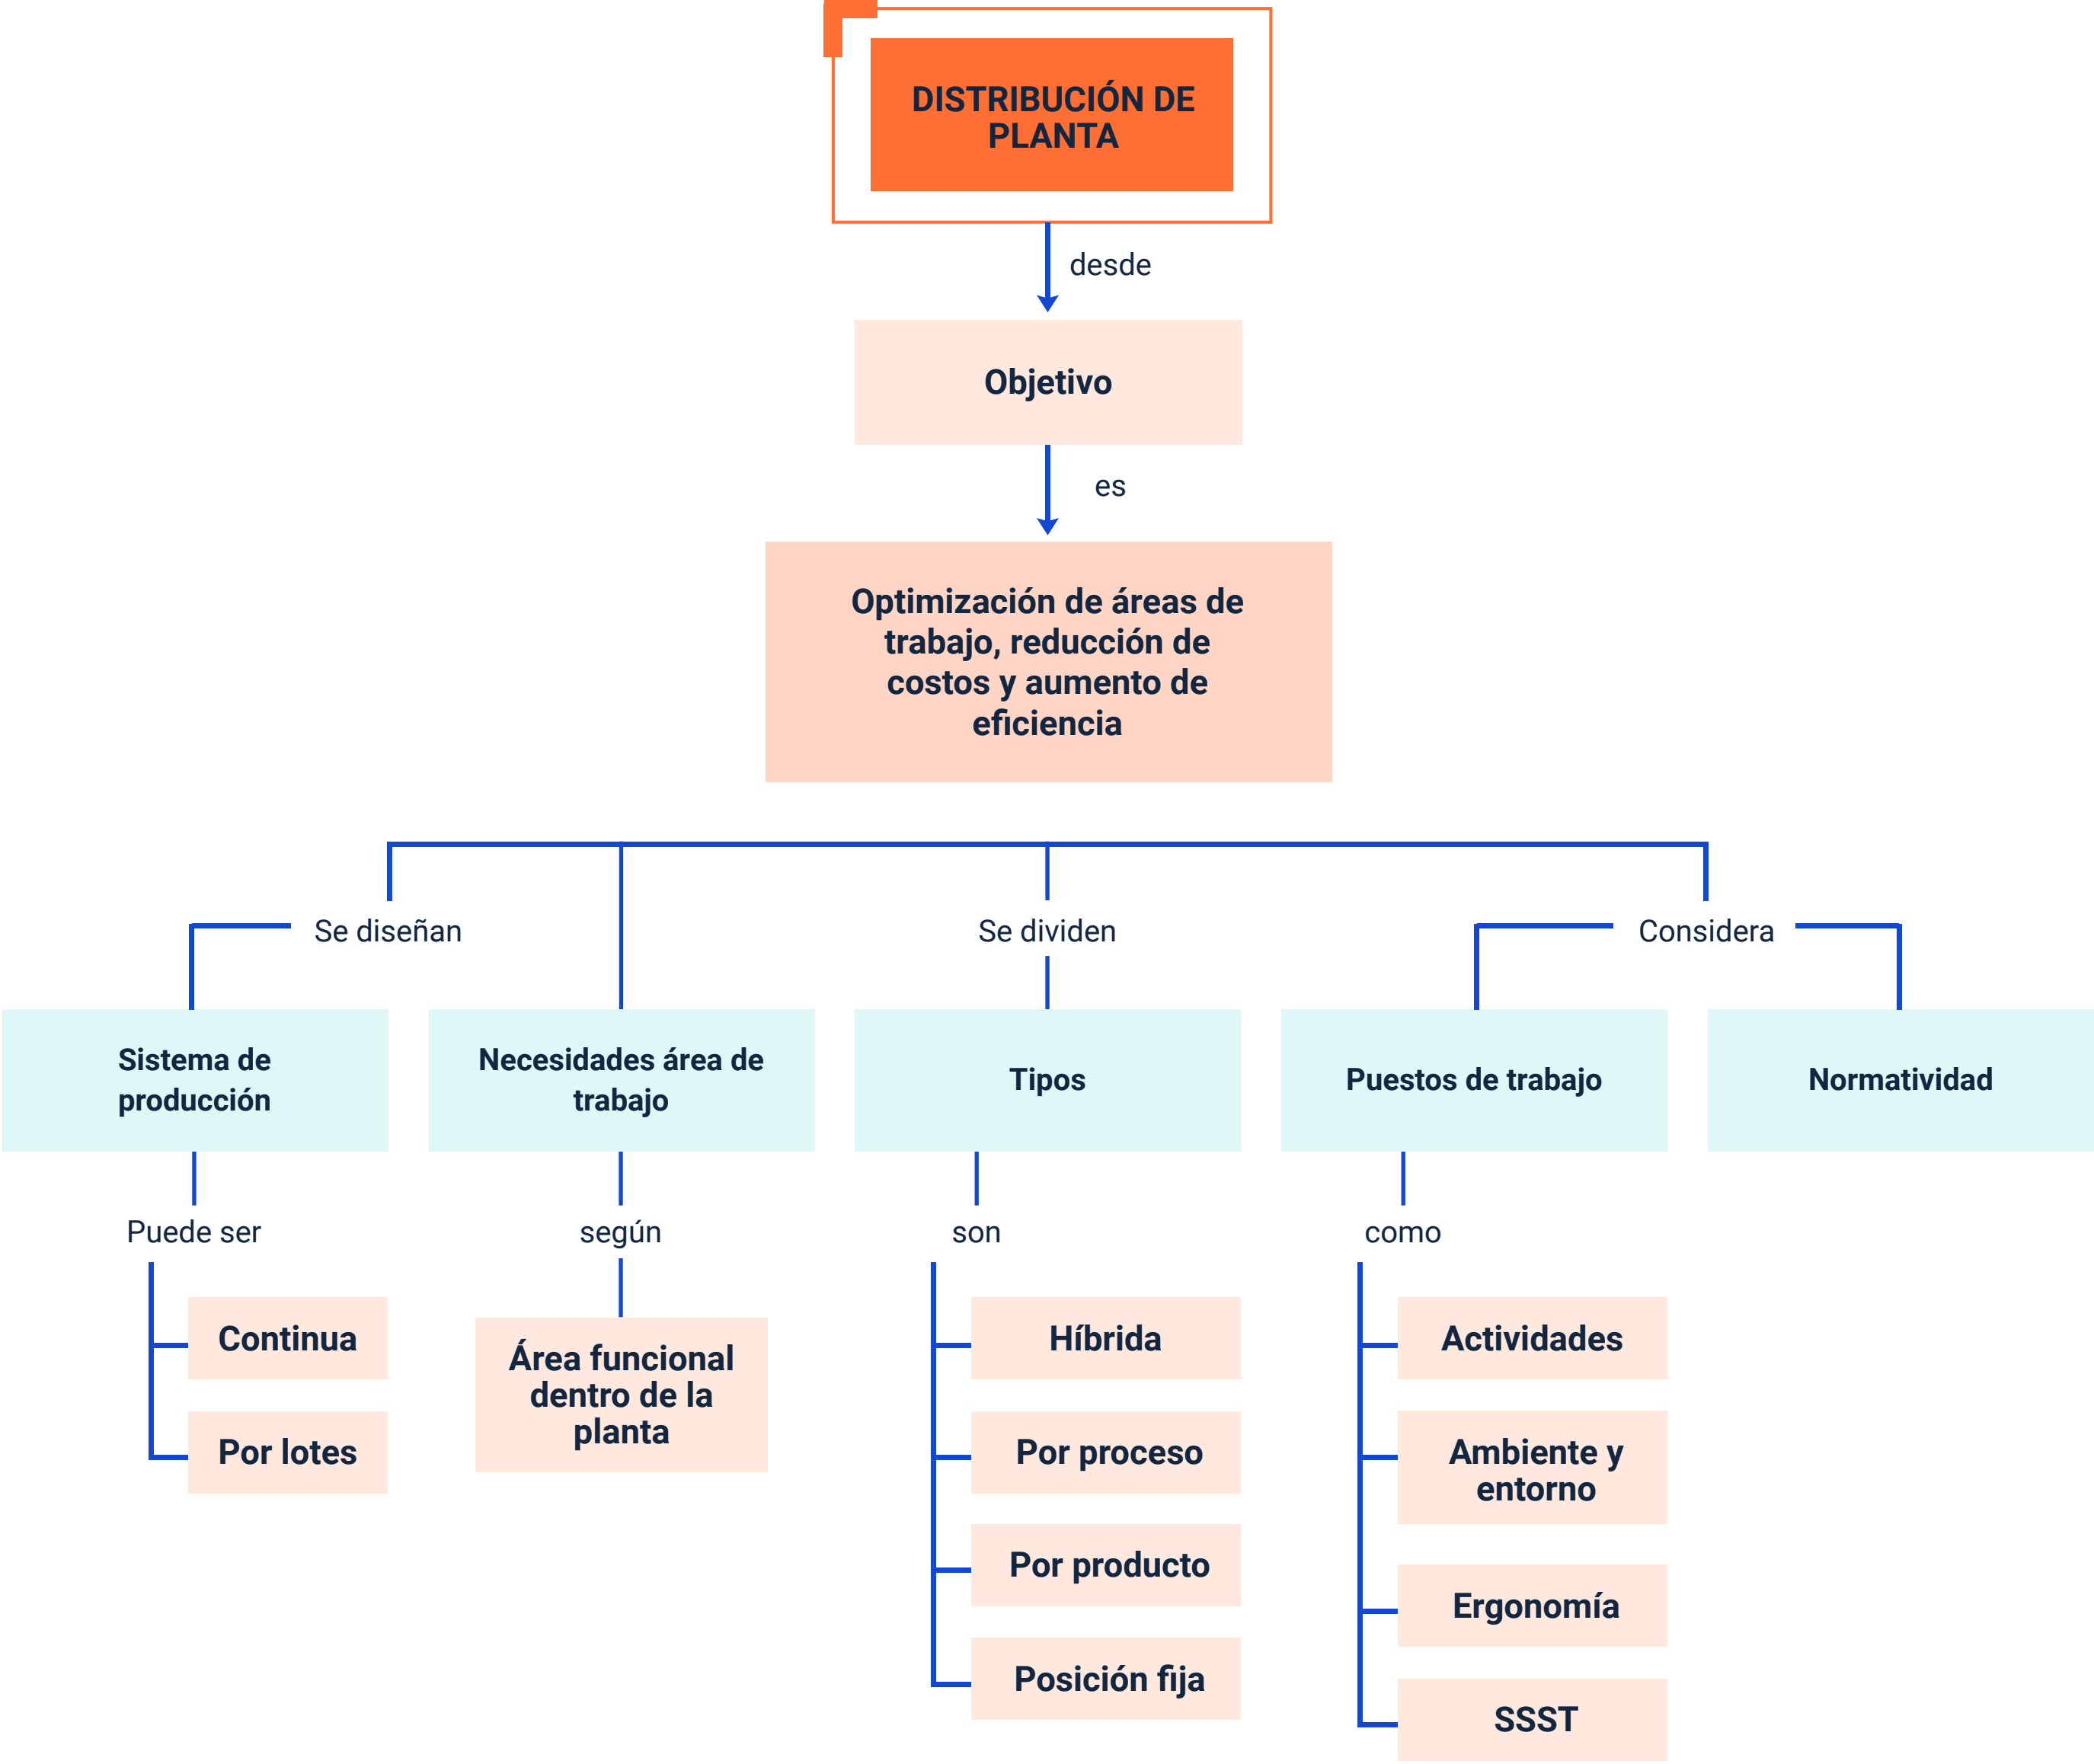 DISTRIBUCIÓN DE
PLANTA
desde
Objetivo
es
Optimización de áreas de
trabajo, reducción de
costos y aumento de
eficiencia
Se diseñan
Se dividen
Considera
Sistema de
producción
Necesidades área de
trabajo
Tipos
Puestos de trabajo
Normatividad
Puede ser
según
son
como
Continua
Por lotes
Área funcional
dentro de la
planta
Híbrida
Por proceso
Por producto
Posición fija
Actividades
Ambiente y
entorno
Ergonomía
SSST